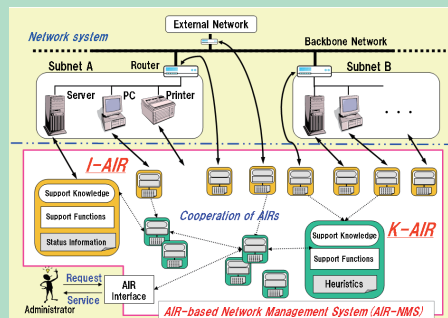 External Network
Network system
Backbone Network
Subnet A
Router
Subnet B
Server
PC
Printer
. . .
I-AIR
Support Knowledge
Support Functions
Status Information
Cooperation of AIRs
K-AIR
Support Knowledge
Support Functions
Heuristics
Request
Service
Administrator
AIR
Interface
AIR-based Network Management System (AIR-NMS)